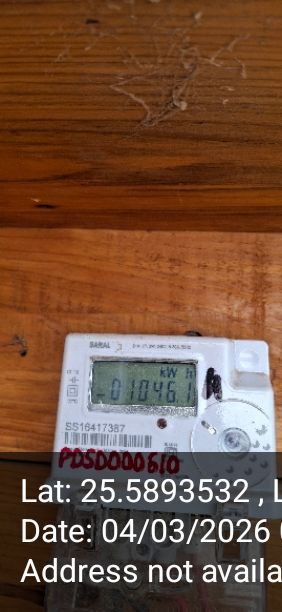 SARAL
kW h
01046.1
SS16417387
PDSD000610
Lat: 25.5893532 , L
Date: 04/03/2026
Address not availa